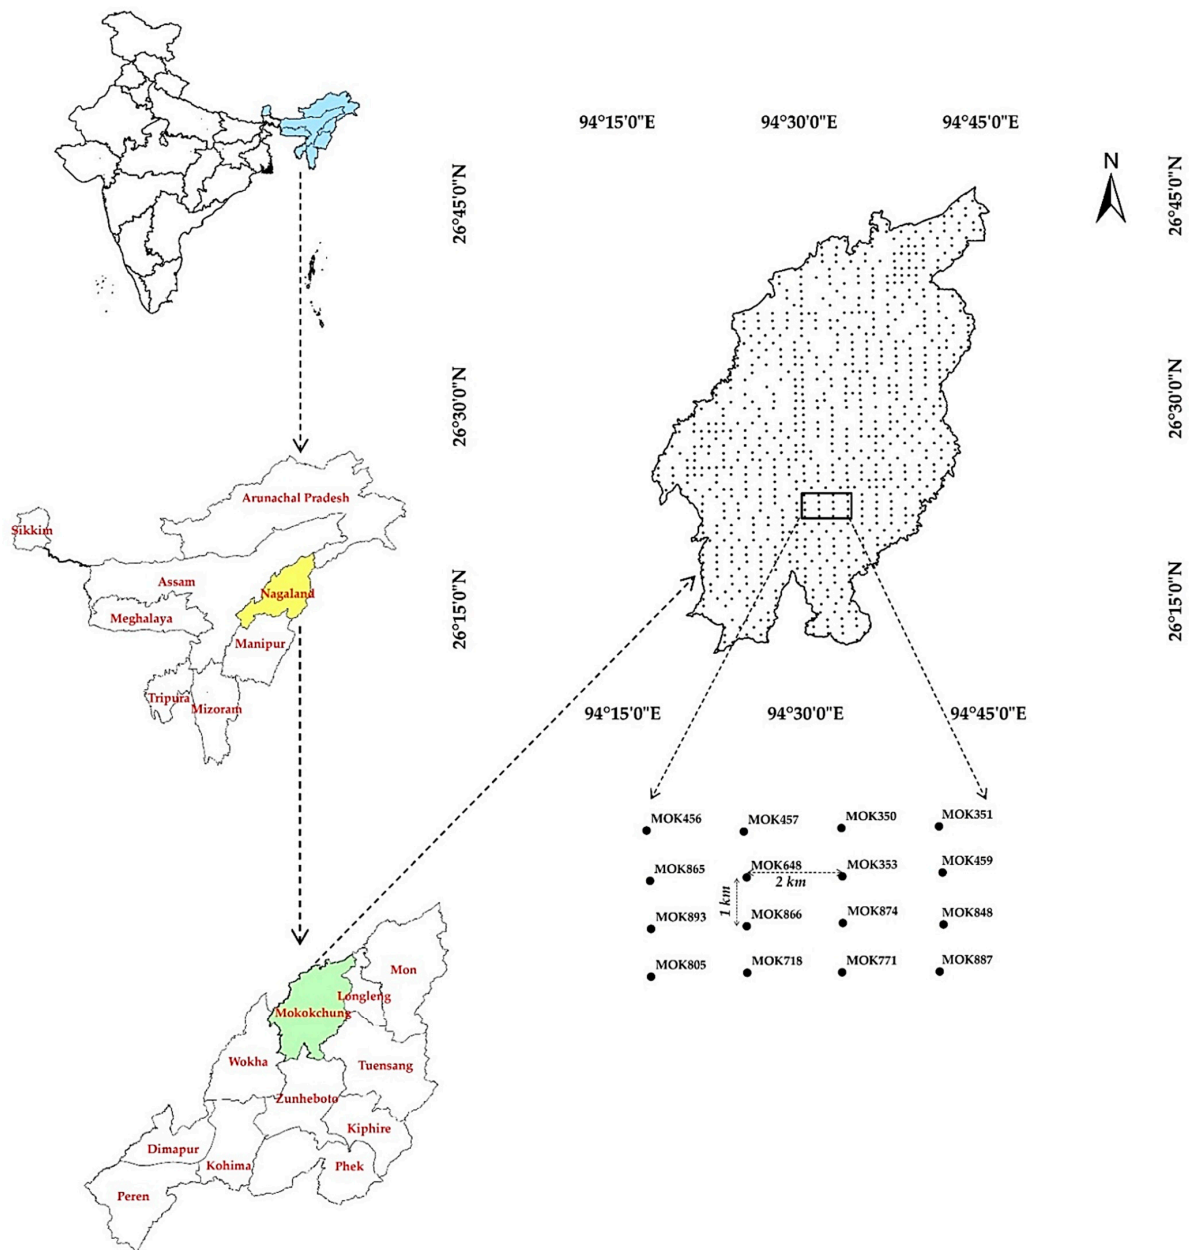 94°15'0"E 94°30'0"E 94°45'0"E
N
26°45'0"N 26°45'0"N
26°30'0"N 26°30'0"N
26°15'0"N 26°15'0"N
94°15'0"E 94°30'0"E 94°45'0"E
Arunachal Pradesh
Sikkim
Assam
Nagaland
Meghalaya
Manipur
Tripura
Mizoram
MOK456 MOK457 MOK350 MOK351
MOK865 MOK648 MOK353 MOK459
2 km
1 km
MOK893 MOK866 MOK874 MOK848
MOK805 MOK718 MOK771 MOK887
Mon
Longleng
Mokokchung
Wokha
Tuensang
Zunheboto
Kiphire
Dimapur
Kohima
Phek
Peren